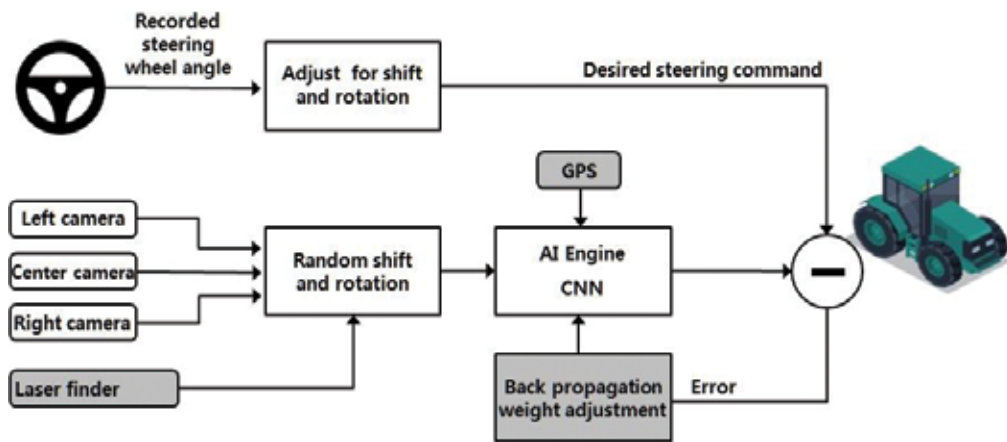 Recorded
steering
wheel angle
Adjust for shift
and rotation
Desired steering command
GPS
Left camera
Center camera
Right camera
Laser finder
Random shift
and rotation
AI Engine
CNN
Back propagation
weight adjustment
Error